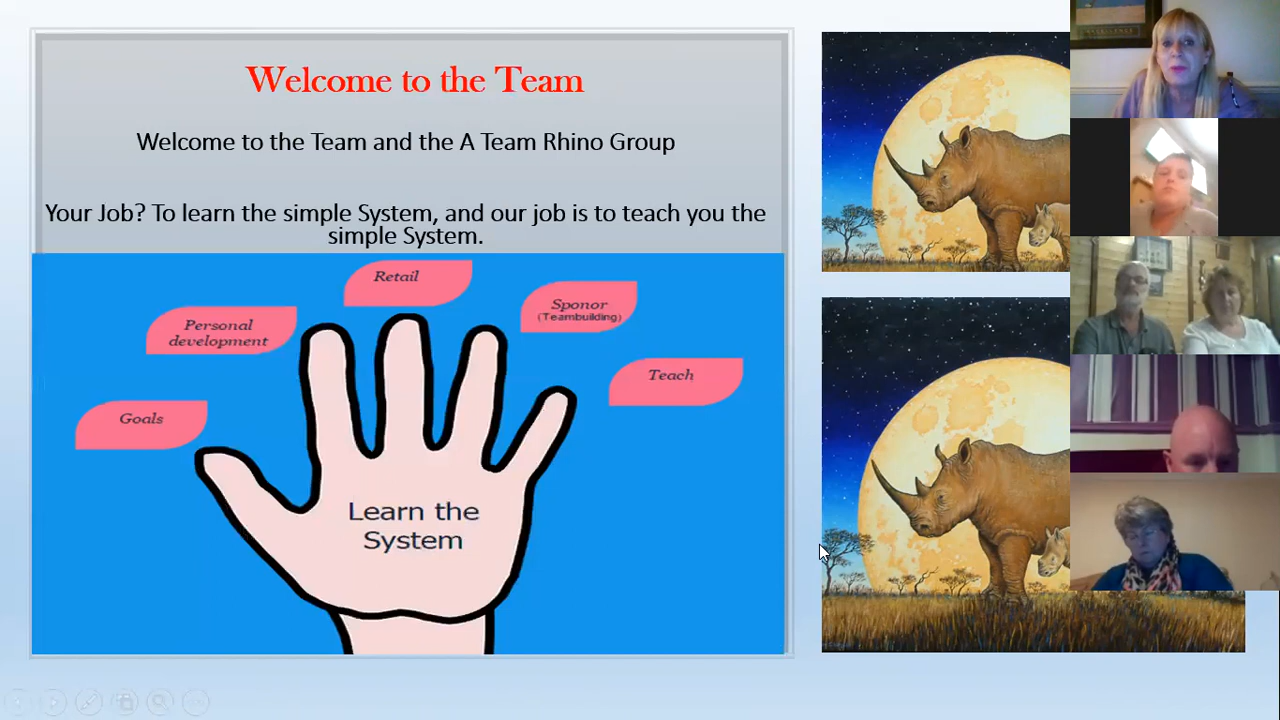 Welcome to the Team
Welcome to the Team and the A Team Rhino Group
Your Job? To learn the simple System, and our job is to teach you the
simple System.
Retail
Sponor
(Teambuilding)
Personal
development
Teach
Goals
Learn the
System